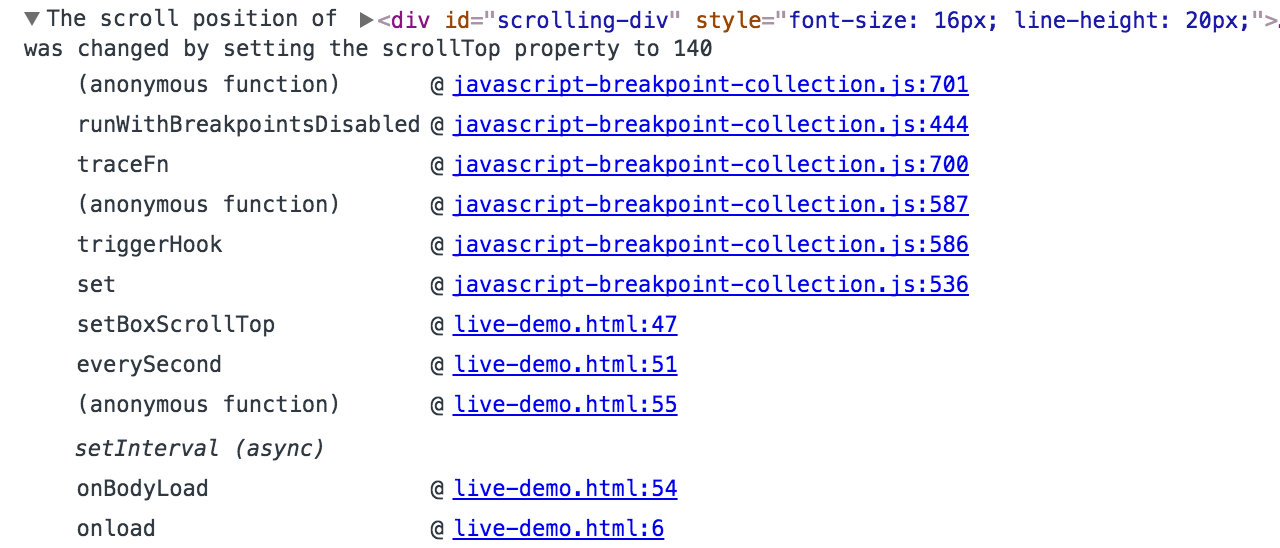 ▼The scroll position of ▶<div id="scrolling-div" style="font-size: 16px; line-height: 20px;">
was changed by setting the scrollTop property to 140
(anonymous function) @ javascript-breakpoint-collection.js:701
runWithBreakpointsDisabled @ javascript-breakpoint-collection.js:444
traceFn @ javascript-breakpoint-collection.js:700
(anonymous function) @ javascript-breakpoint-collection.js:587
triggerHook @ javascript-breakpoint-collection.js:586
set @ javascript-breakpoint-collection.js:536
setBoxScrollTop @ live-demo.html:47
everySecond @ live-demo.html:51
(anonymous function) @ live-demo.html:55
setInterval (async)
onBodyLoad @ live-demo.html:54
onload @ live-demo.html:6